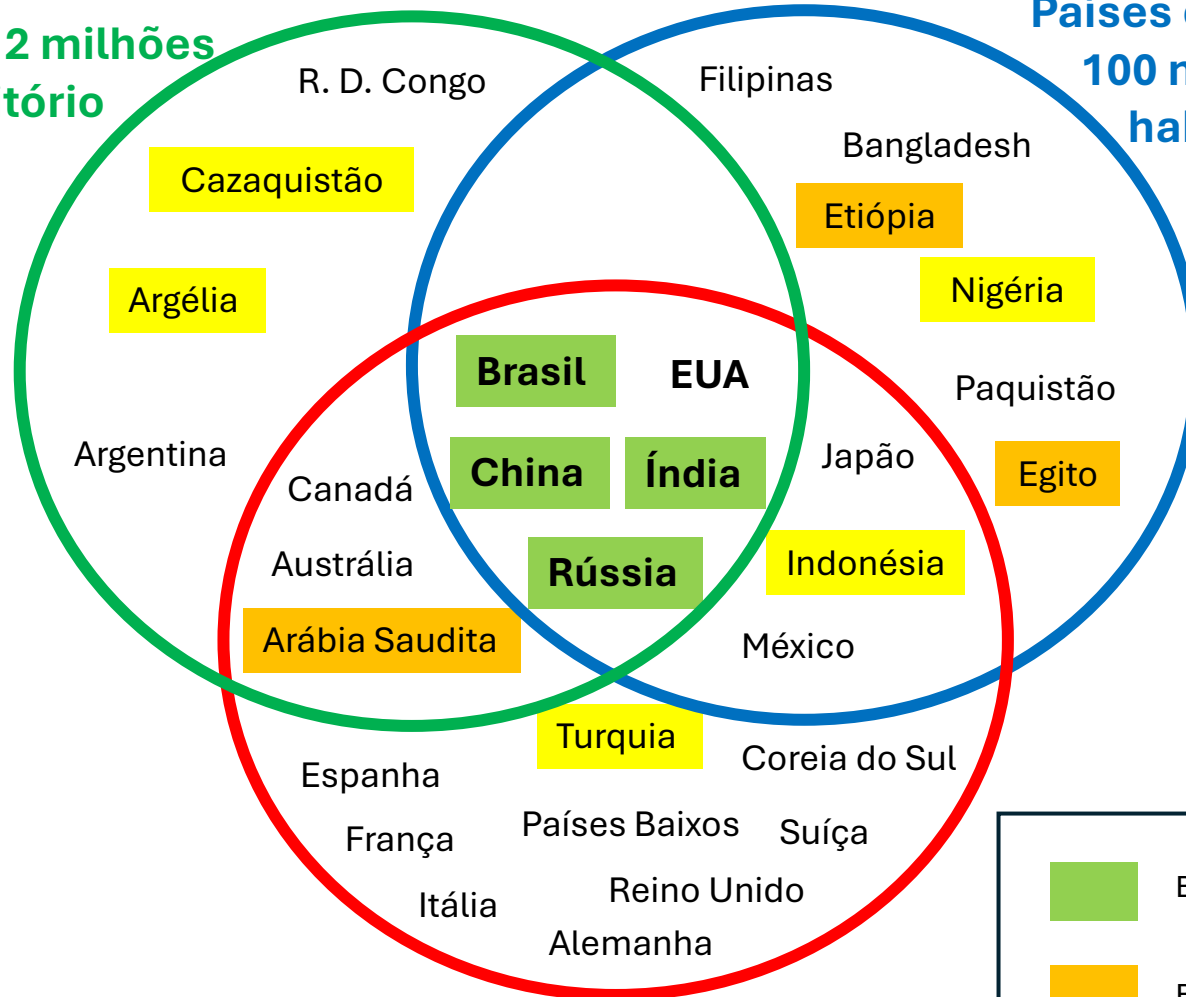 2 milhões
tório
Países
100
R. D. Congo
Filipinas
Bangladesh
Cazaquistão
Etiópia
Argélia
Nigéria
Brasil
EUA
Paquistão
Argentina
Canadá
China
Índia
Japão
Egito
Austrália
Rússia
Indonésia
Arábia Saudita
México
Turquia
Coreia do Sul
Espanha
França
Países Baixos
Suíça
Itália
Reino Unido
Alemanha